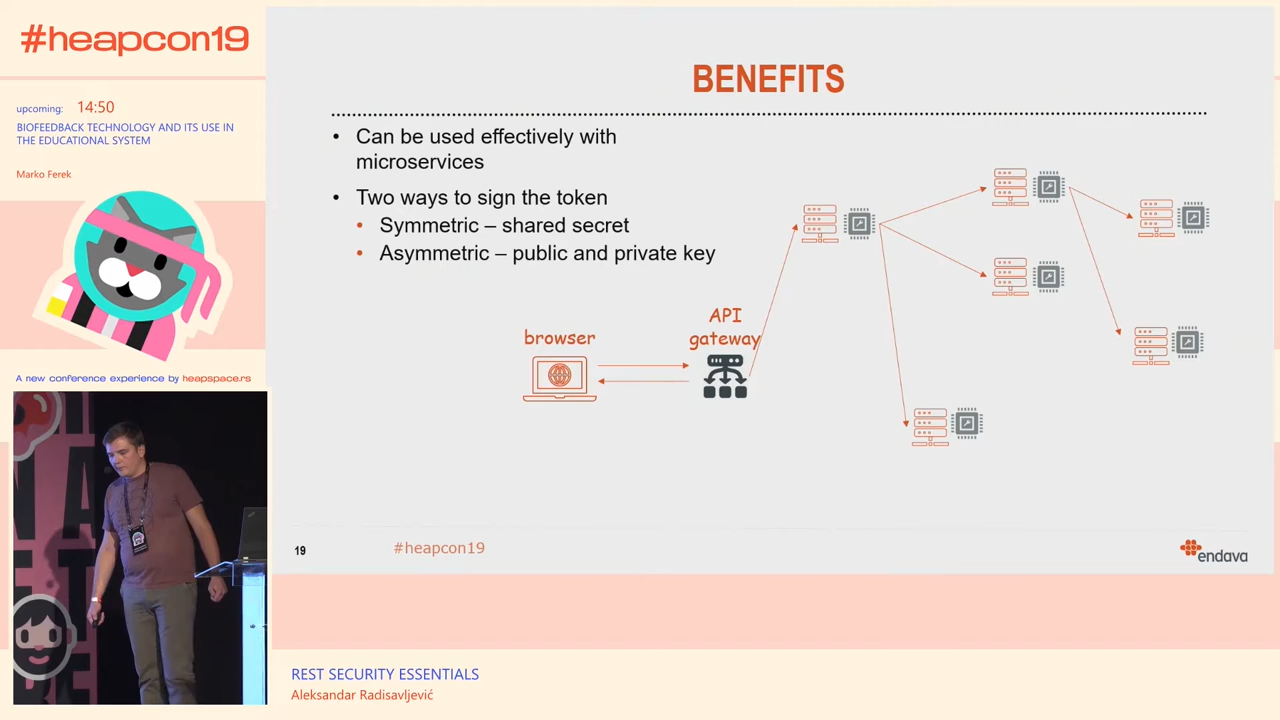 #heapcon19
upcoming: 14:50
BIOFEEDBACK TECHNOLOGY AND ITS USE IN
THE EDUCATIONAL SYSTEM
Marko Ferek
A new conference experience by heapspace.rs
BENEFITS
• Can be used effectively with
microservices
• Two ways to sign the token
• Symmetric – shared secret
• Asymmetric – public and private key
browser
API
gateway
19
#heapcon19
endava
REST SECURITY ESSENTIALS
Aleksandar Radisavljević